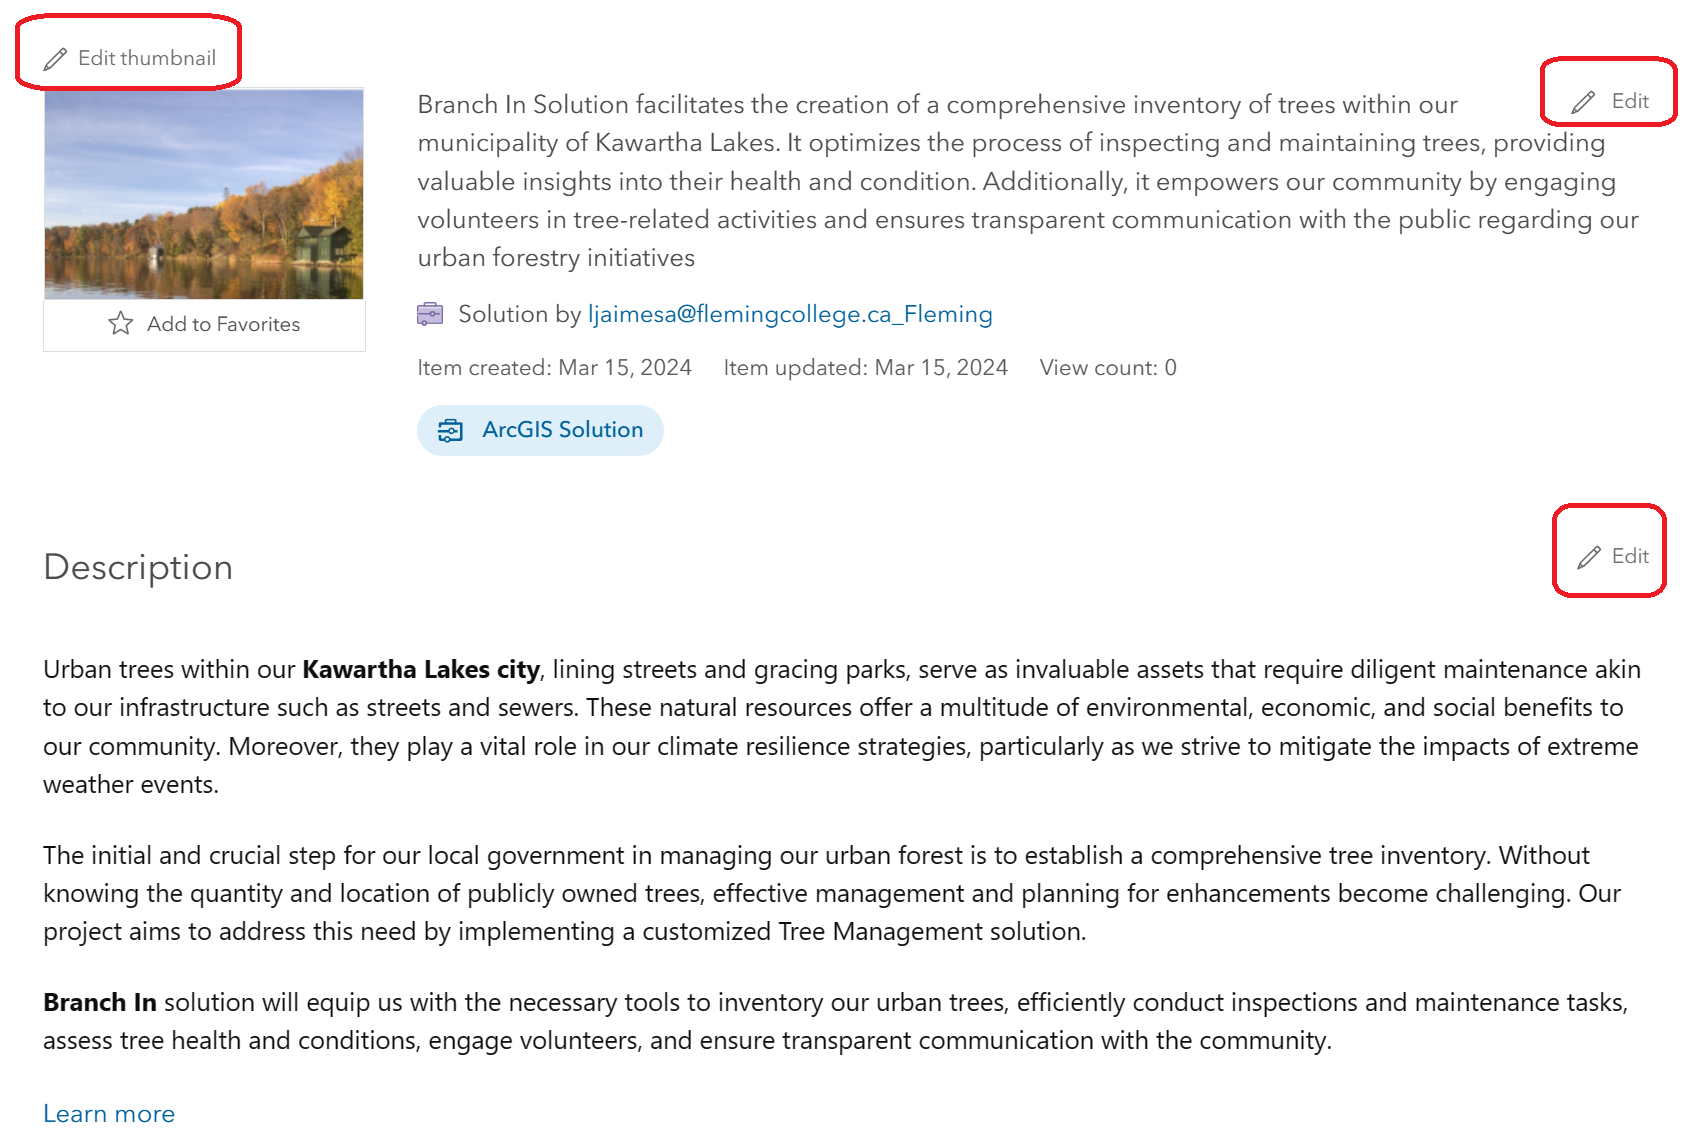 Edit thumbnail
Edit
Branch In Solution facilitates the creation of a comprehensive inventory of trees within our
municipality of Kawartha Lakes. It optimizes the process of inspecting and maintaining trees, providing
valuable insights into their health and condition. Additionally, it empowers our community by engaging
volunteers in tree-related activities and ensures transparent communication with the public regarding our
urban forestry initiatives
Add to Favorites
Solution by ljaimesa@flemingcollege.ca_Fleming
Item created: Mar 15, 2024 Item updated: Mar 15, 2024 View count: 0
ArcGIS Solution
Description
Edit
Urban trees within our Kawartha Lakes city, lining streets and gracing parks, serve as invaluable assets that require diligent maintenance akin
to our infrastructure such as streets and sewers. These natural resources offer a multitude of environmental, economic, and social benefits to
our community. Moreover, they play a vital role in our climate resilience strategies, particularly as we strive to mitigate the impacts of extreme
weather events.
The initial and crucial step for our local government in managing our urban forest is to establish a comprehensive tree inventory. Without
knowing the quantity and location of publicly owned trees, effective management and planning for enhancements become challenging. Our
project aims to address this need by implementing a customized Tree Management solution.
Branch In solution will equip us with the necessary tools to inventory our urban trees, efficiently conduct inspections and maintenance tasks,
assess tree health and conditions, engage volunteers, and ensure transparent communication with the community.
Learn more